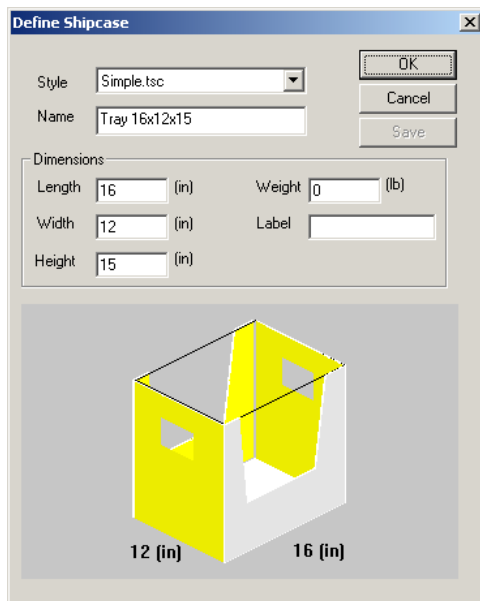 Define Shipcase
Style Simple.tsc OK
Name Tray 16x12x15 Cancel
Save
Dimensions
Length 16 (in) Weight 0 (lb)
Width 12 (in) Label
Height 15 (in)
12 (in) 16 (in)